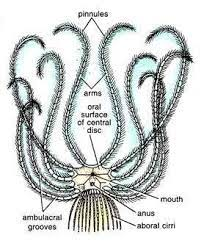 pinnules
arms
oral
surface
of central
disc
mouth
ambulacral
grooves
anus
aboral cirri